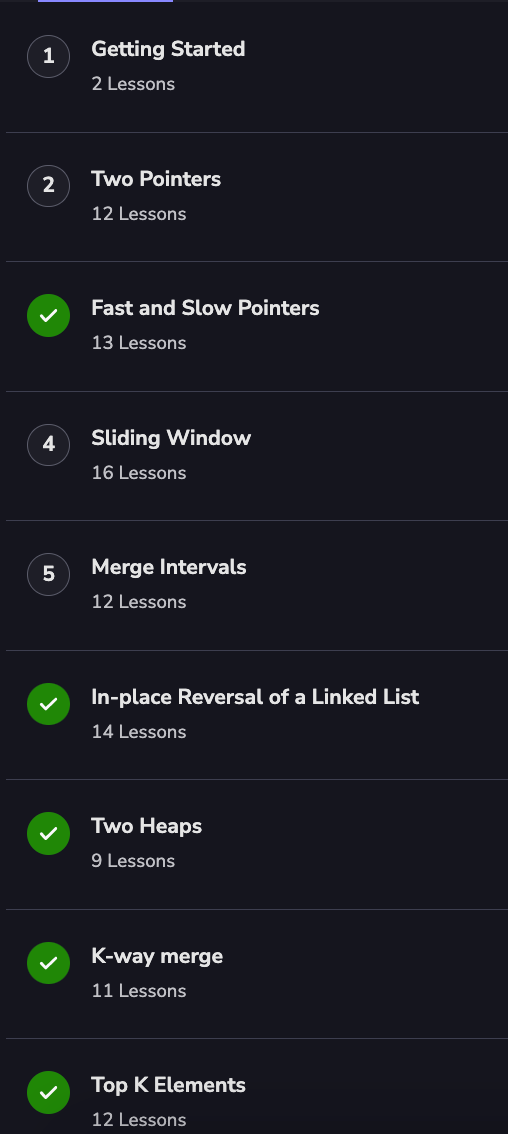 1
Getting Started
2 Lessons
2
Two Pointers
12 Lessons
Fast and Slow Pointers
13 Lessons
4
Sliding Window
16 Lessons
5
Merge Intervals
12 Lessons
In-place Reversal of a Linked List
14 Lessons
Two Heaps
9 Lessons
K-way merge
11 Lessons
Top K Elements
12 Lessons